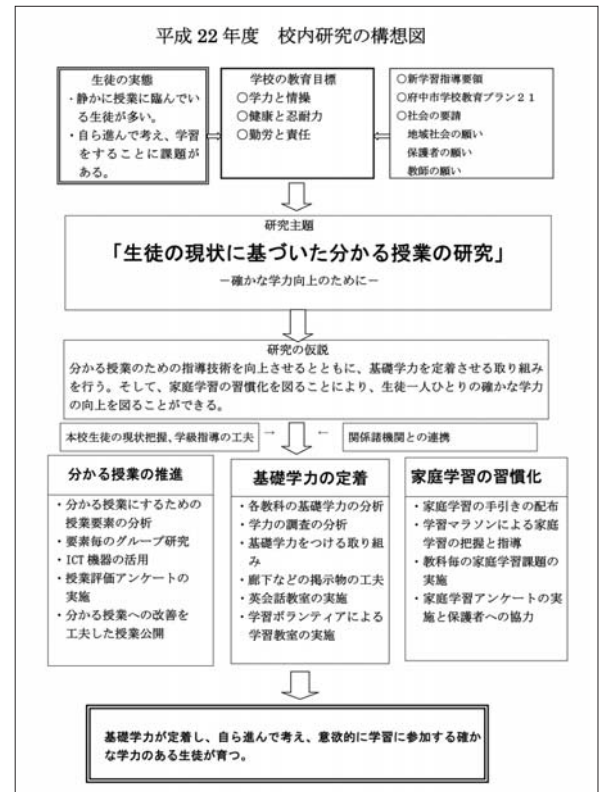 平成 22 年度　校内研究の構想図
生徒の実態
・静かに授業に臨んでい
る生徒が多い。
・自ら進んで考え、学習
をすることに課題が
ある。
学校の教育目標
○学力と情操
○健康と忍耐力
○勤労と責任
○新学習指導要領
○府中市学校教育プラン２１
○社会の要請
地域社会の願い
保護者の願い
教師の願い
研究主題
「生徒の現状に基づいた分かる授業の研究」
－確かな学力向上のために－
研究の仮説
分かる授業のための指導技術を向上させるとともに、基礎学力を定着させる取り組み
を行う。そして、家庭学習の習慣化を図ることにより、生徒一人ひとりの確かな学力
の向上を図ることができる。
本校生徒の現状把握、学級指導の工夫
→
←
関係諸機関との連携
分かる授業の推進
・分かる授業にするための
授業要素の分析
・要素毎のグループ研究
・ICT 機器の活用
・授業評価アンケートの
実施
・分かる授業への改善を
工夫した授業公開
基礎学力の定着
・各教科の基礎学力の分析
・学力の調査の分析
・基礎学力をつける取り組
み
・廊下などの掲示物の工夫
・英会話教室の実施
・学習ボランティアによる
学習教室の実施
家庭学習の習慣化
・家庭学習の手引きの配布
・学習マラソンによる家庭
学習の把握と指導
・教科毎の家庭学習課題の
実施
・家庭学習アンケートの実
施と保護者への協力
基礎学力が定着し、自ら進んで考え、意欲的に学習に参加する確か
な学力のある生徒が育つ。